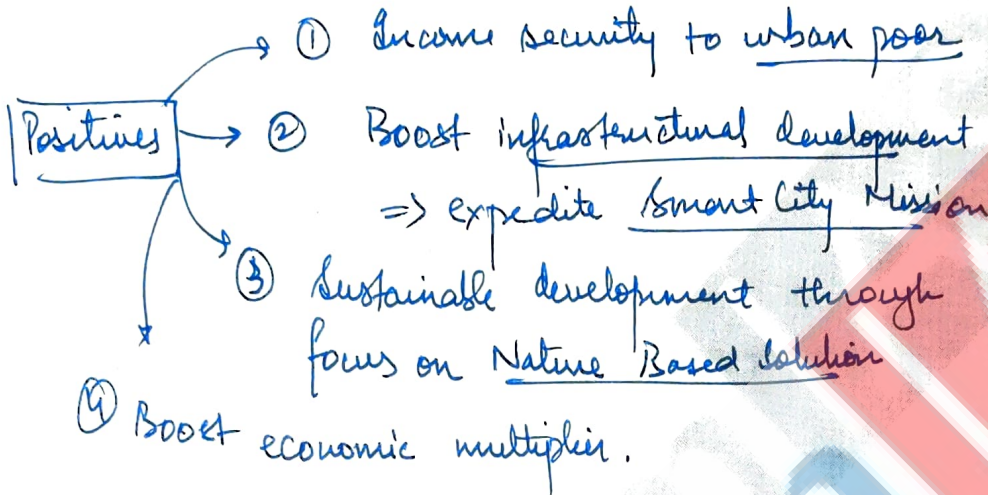 ① Income security to urban poor
Positives
② Boost infrastructural development
=> expedite Smart City Mission
③ Sustainable development through
focus on Nature Based Solution
④ Boost economic multiplier.